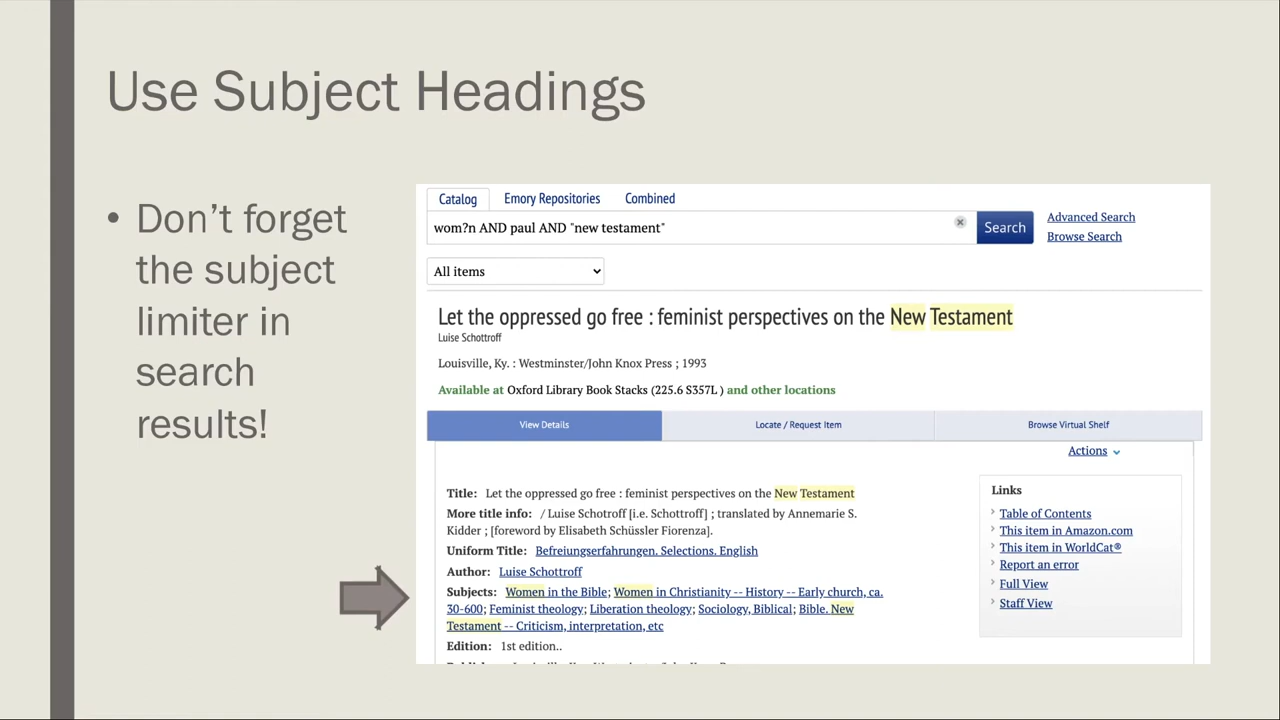 Use Subject Headings
• Don’t forget
the subject
limiter in
search
results!
Catalog Emory Repositories Combined
wom?n AND paul AND "new testament" Search Advanced Search
Browse Search
All items
Let the oppressed go free : feminist perspectives on the New Testament
Luise Schottroff
Louisville, Ky. : Westminster/John Knox Press ; 1993
Available at Oxford Library Book Stacks (225.6 S357L ) and other locations
View Details Locate / Request Item Browse Virtual Shelf
Actions
Title: Let the oppressed go free : feminist perspectives on the New Testament
More title info: / Luise Schotroff [i.e. Schottroff] ; translated by Annemarie S.
Kidder ; [foreword by Elisabeth Schüssler Fiorenza].
Uniform Title: Befreiungserfahrungen. Selections. English
Author: Luise Schottroff
Subjects: Women in the Bible; Women in Christianity -- History -- Early church, ca.
30-600; Feminist theology; Liberation theology; Sociology, Biblical; Bible. New
Testament -- Criticism, interpretation, etc
Edition: 1st edition..
Links
Table of Contents
This item in Amazon.com
This item in WorldCat®
Report an error
Full View
Staff View